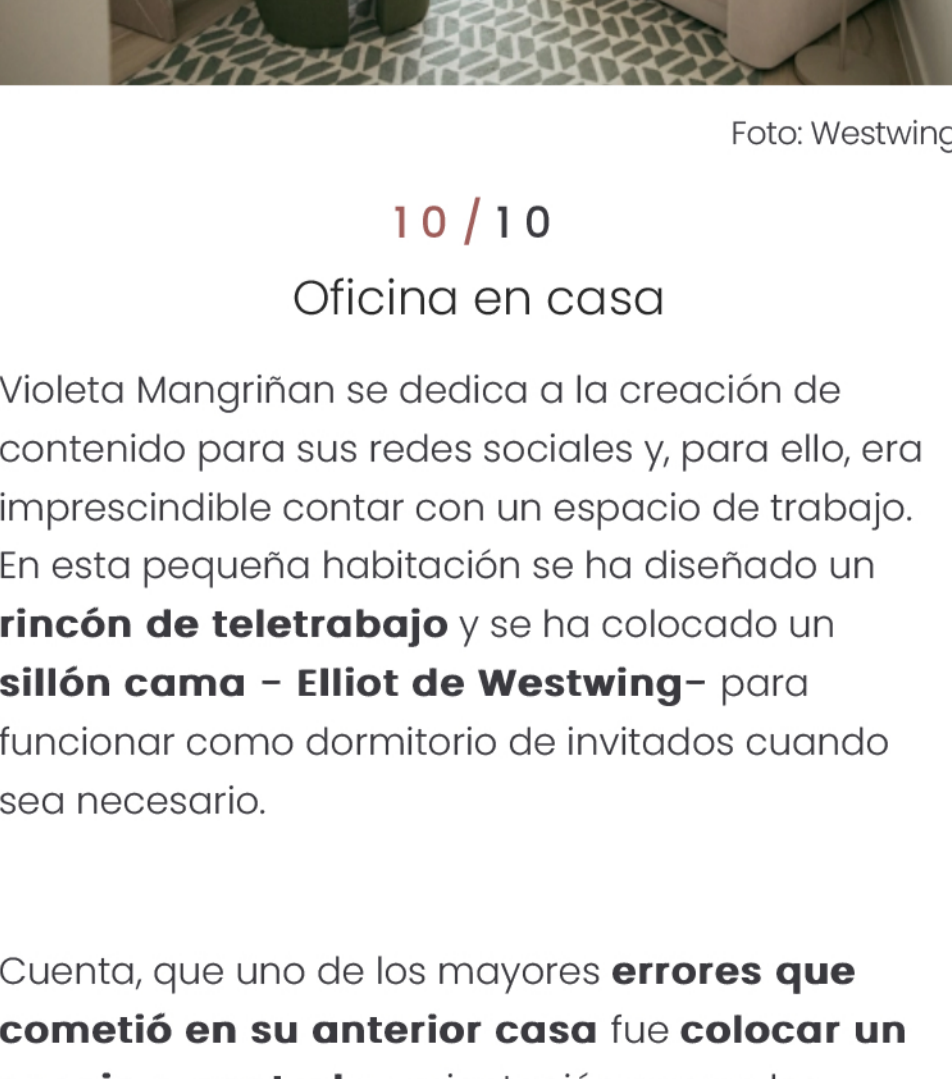 Foto: Westwing
10/10
Oficina en casa
Violeta Mangriñan se dedica a la creación de
contenido para sus redes sociales y, para ello, era
imprescindible contar con un espacio de trabajo.
En esta pequeña habitación se ha diseñado un
rincón de teletrabajo y se ha colocado un
sillón cama - Elliot de Westwing- para
funcionar como dormitorio de invitados cuando
sea necesario.
Cuenta, que uno de los mayores errores que
cometió en su anterior casa fue colocar un